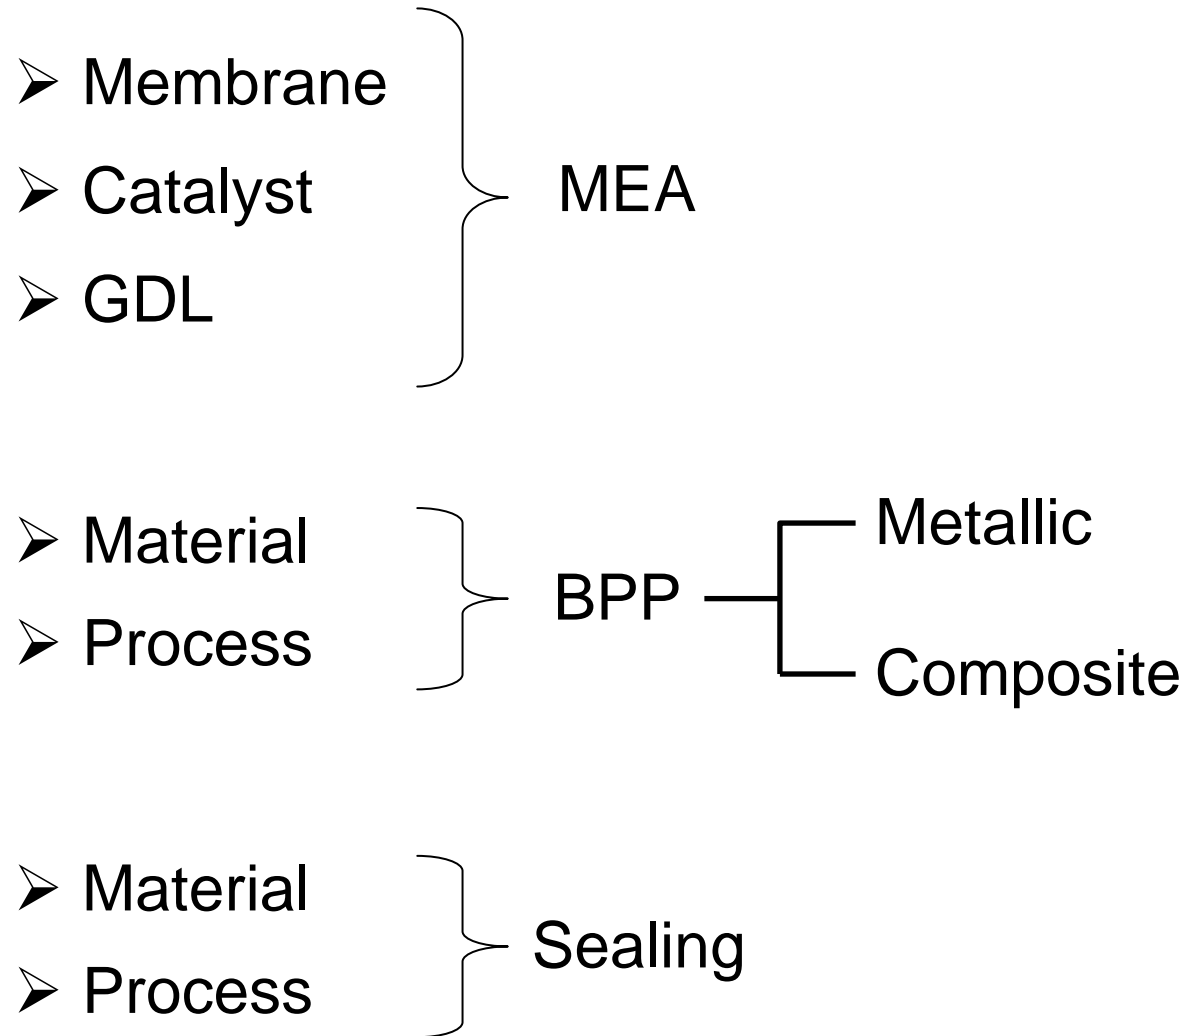 ➢ Membrane
➢ Catalyst
➢ GDL
MEA
➢ Material
➢ Process
BPP
Metallic
Composite
➢ Material
➢ Process
Sealing